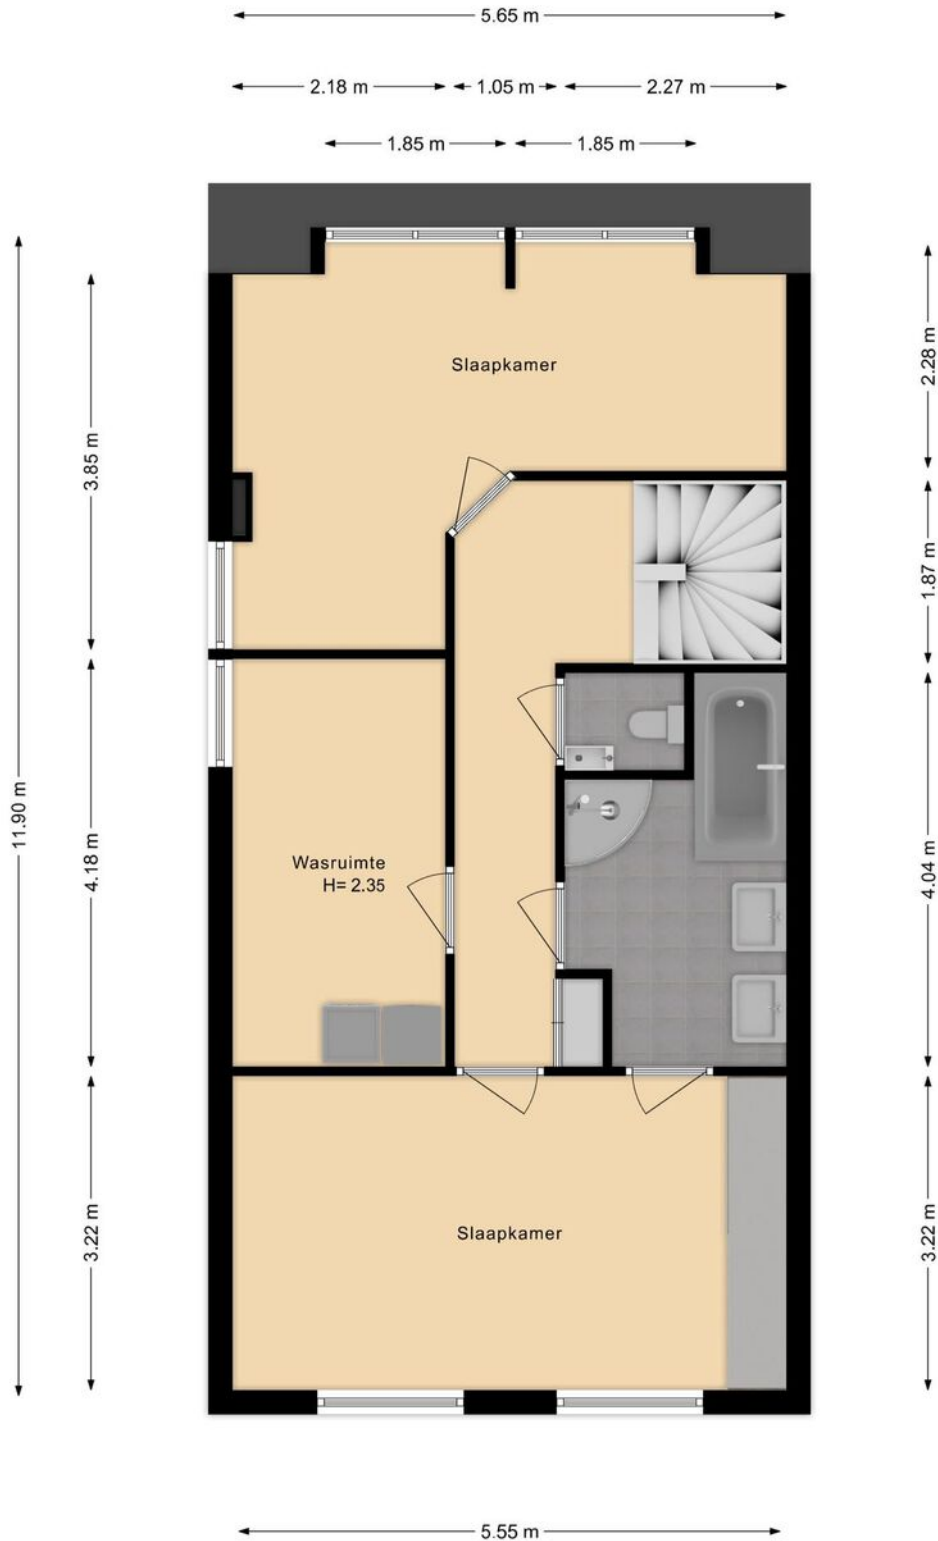 5.65 m
2.18 m 1.05 m 2.27 m
1.85 m 1.85 m
Slaapkamer
2.28 m
3.85 m
1.87 m
11.90 m
4.18 m
Wasruimte
H= 2.35
4.04 m
Slaapkamer
3.22 m
3.22 m
5.55 m